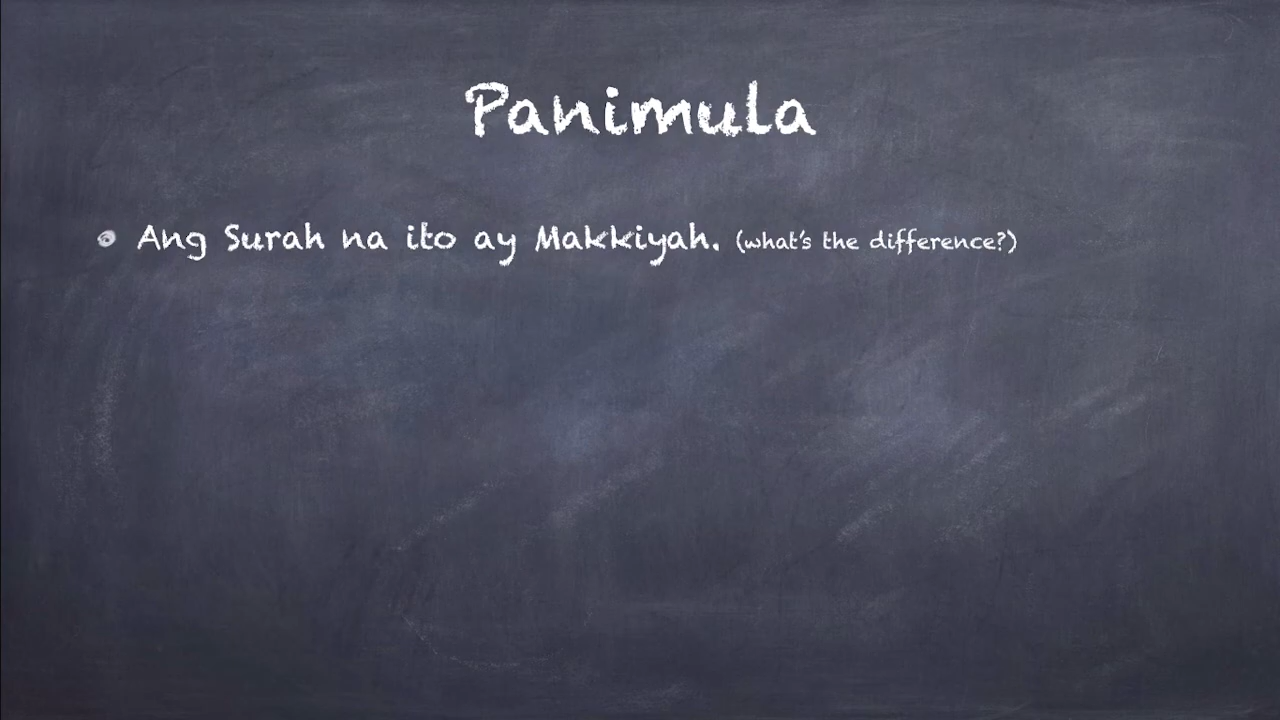 Panimula
Ang Surah na ito ay Makkiyah. (what's the difference?)